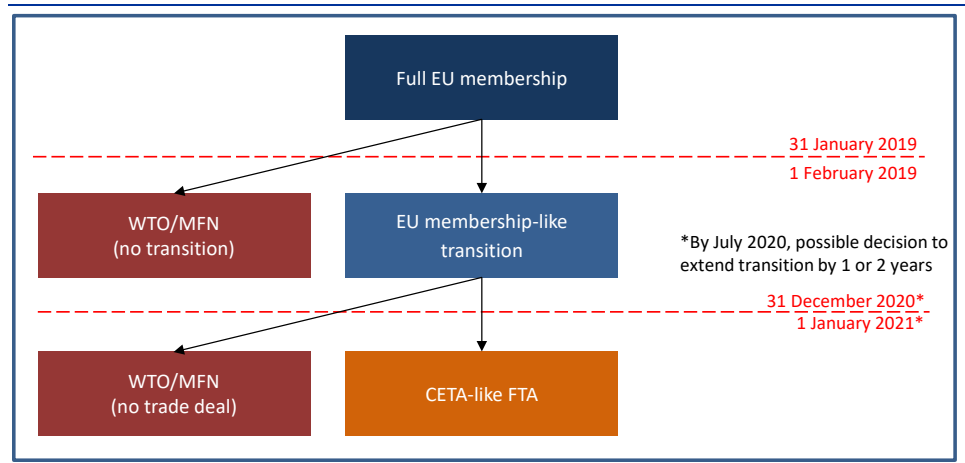 Full EU membership
31 January 2019
1 February 2019
WTO/MFN
(no transition)
EU membership-like
transition
*By July 2020, possible decision to
extend transition by 1 or 2 years
31 December 2020*
1 January 2021*
WTO/MFN
(no trade deal)
CETA-like FTA